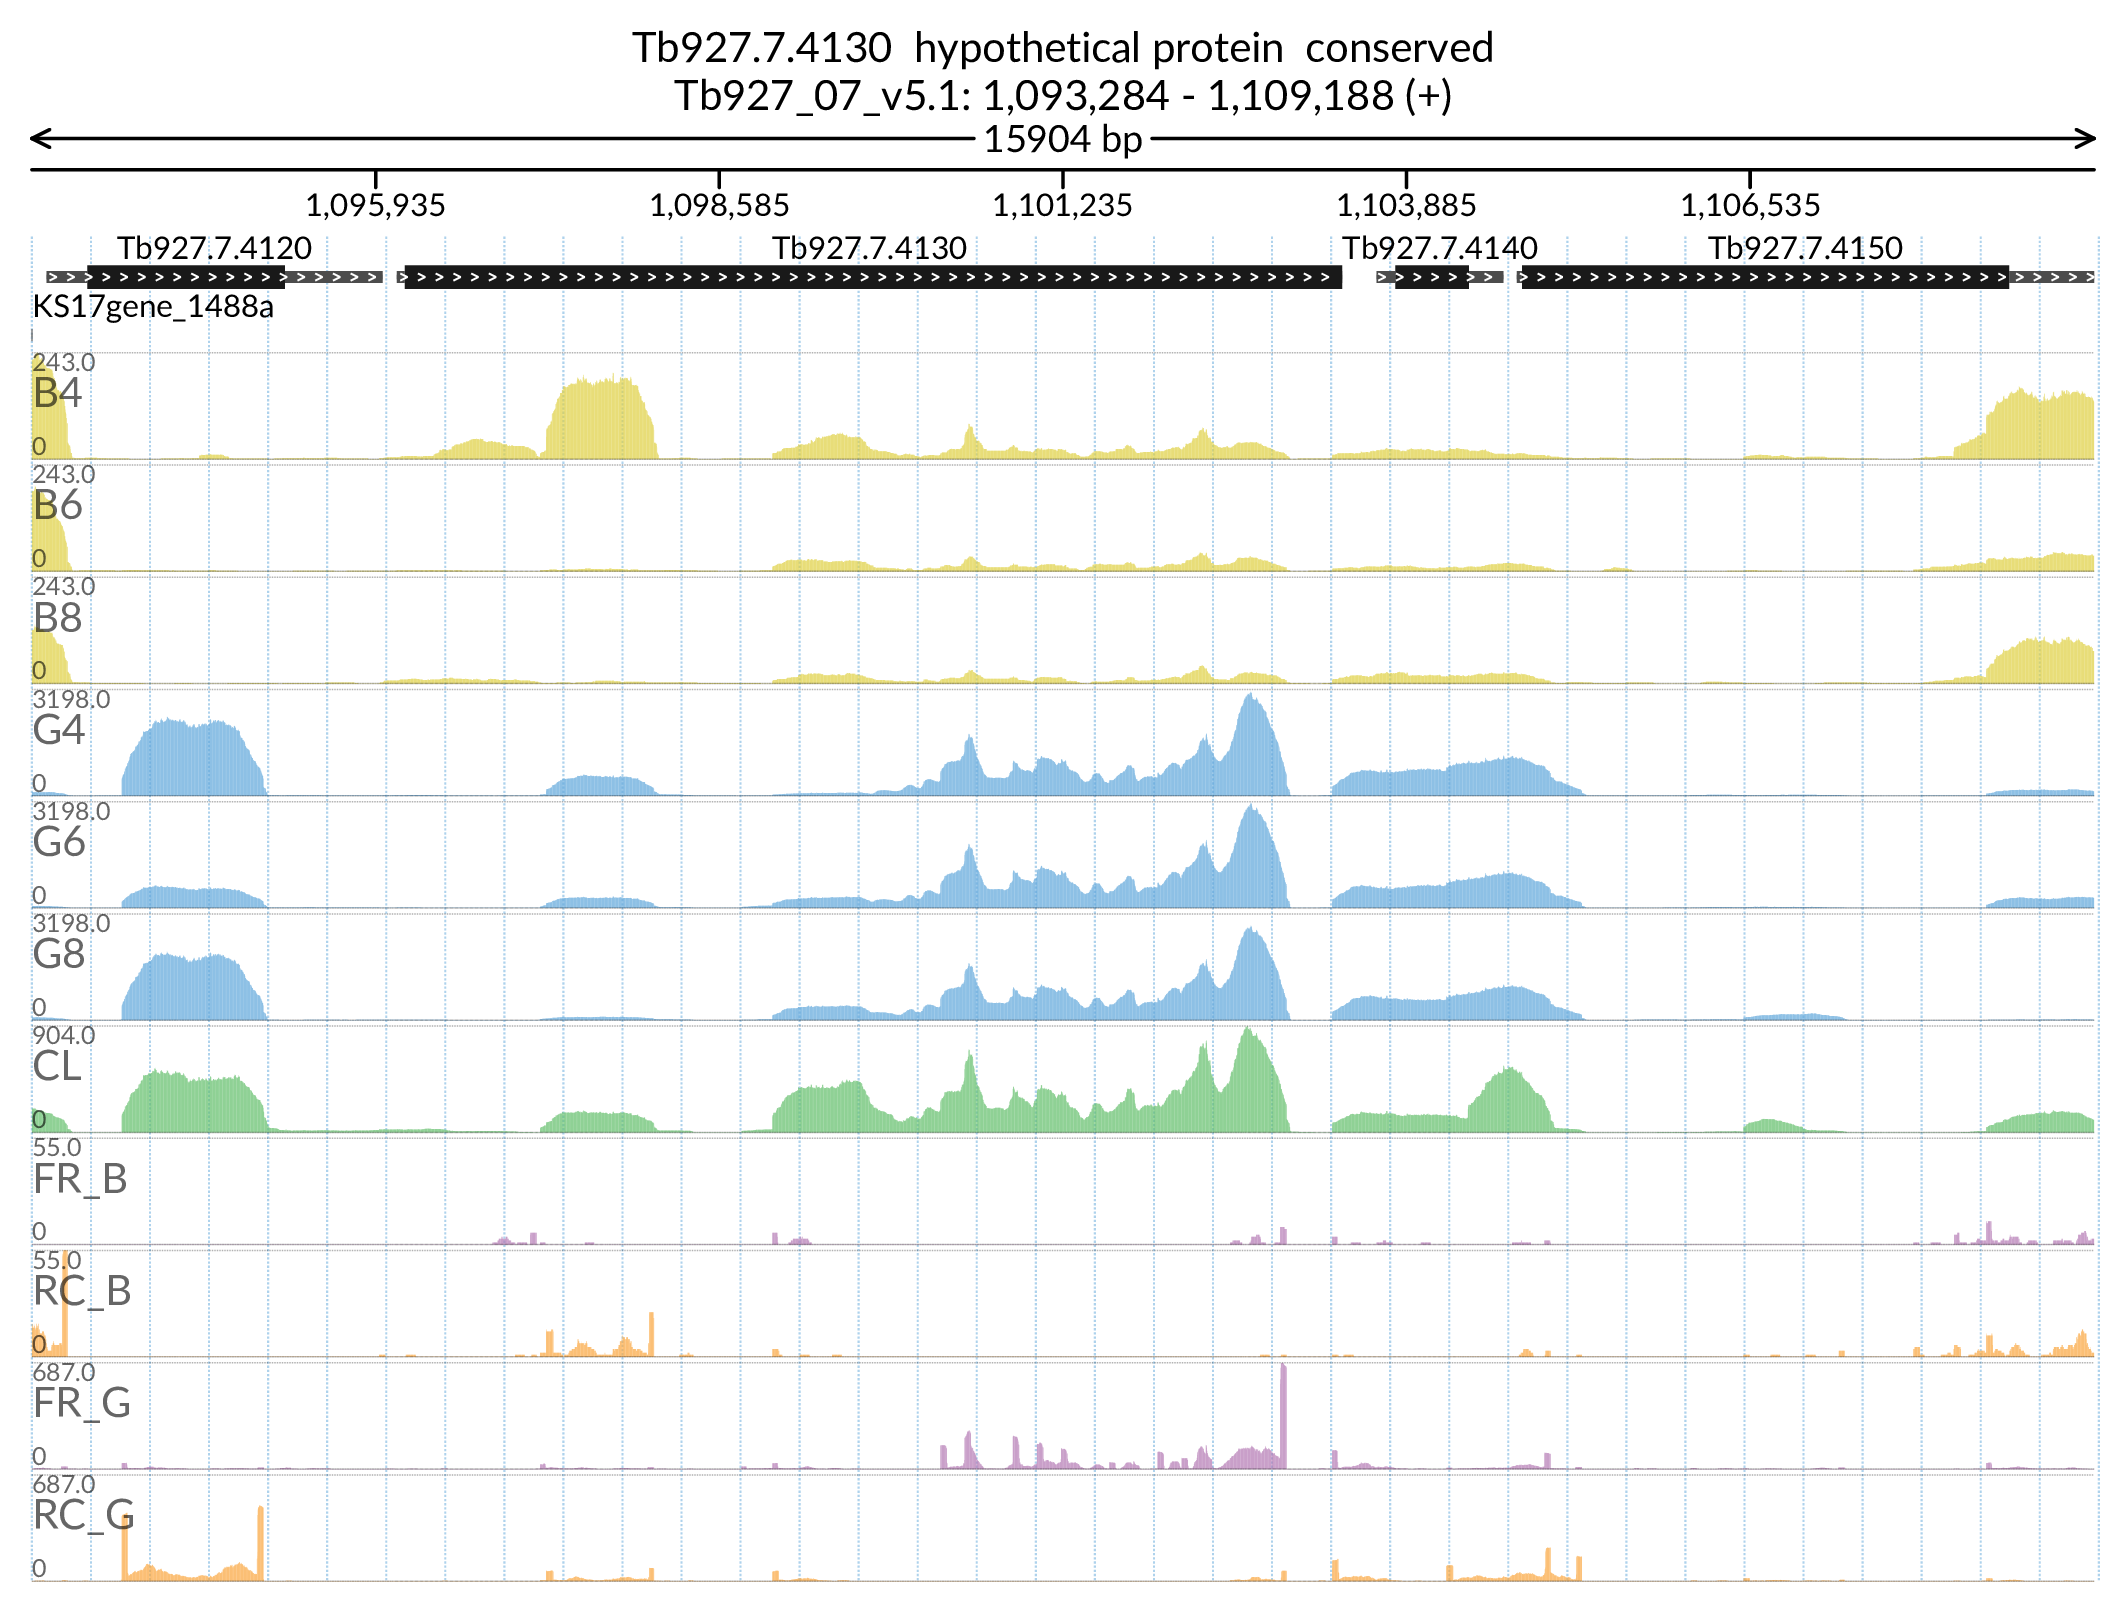 Tb927.7.4130  hypothetical protein  conserved
Tb927_07_v5.1: 1,093,284 - 1,109,188 (+)
15904 bp
1,095,935 1,098,585 1,101,235 1,103,885 1,106,535
Tb927.7.4120 Tb927.7.4130 Tb927.7.4140 Tb927.7.4150
KS17gene_1488a
243.0
B4
0
243.0
B6
0
243.0
B8
0
3198.0
G4
0
3198.0
G6
0
3198.0
G8
0
904.0
CL
0
55.0
FR_B
0
55.0
RC_B
0
687.0
FR_G
0
687.0
RC_G
0